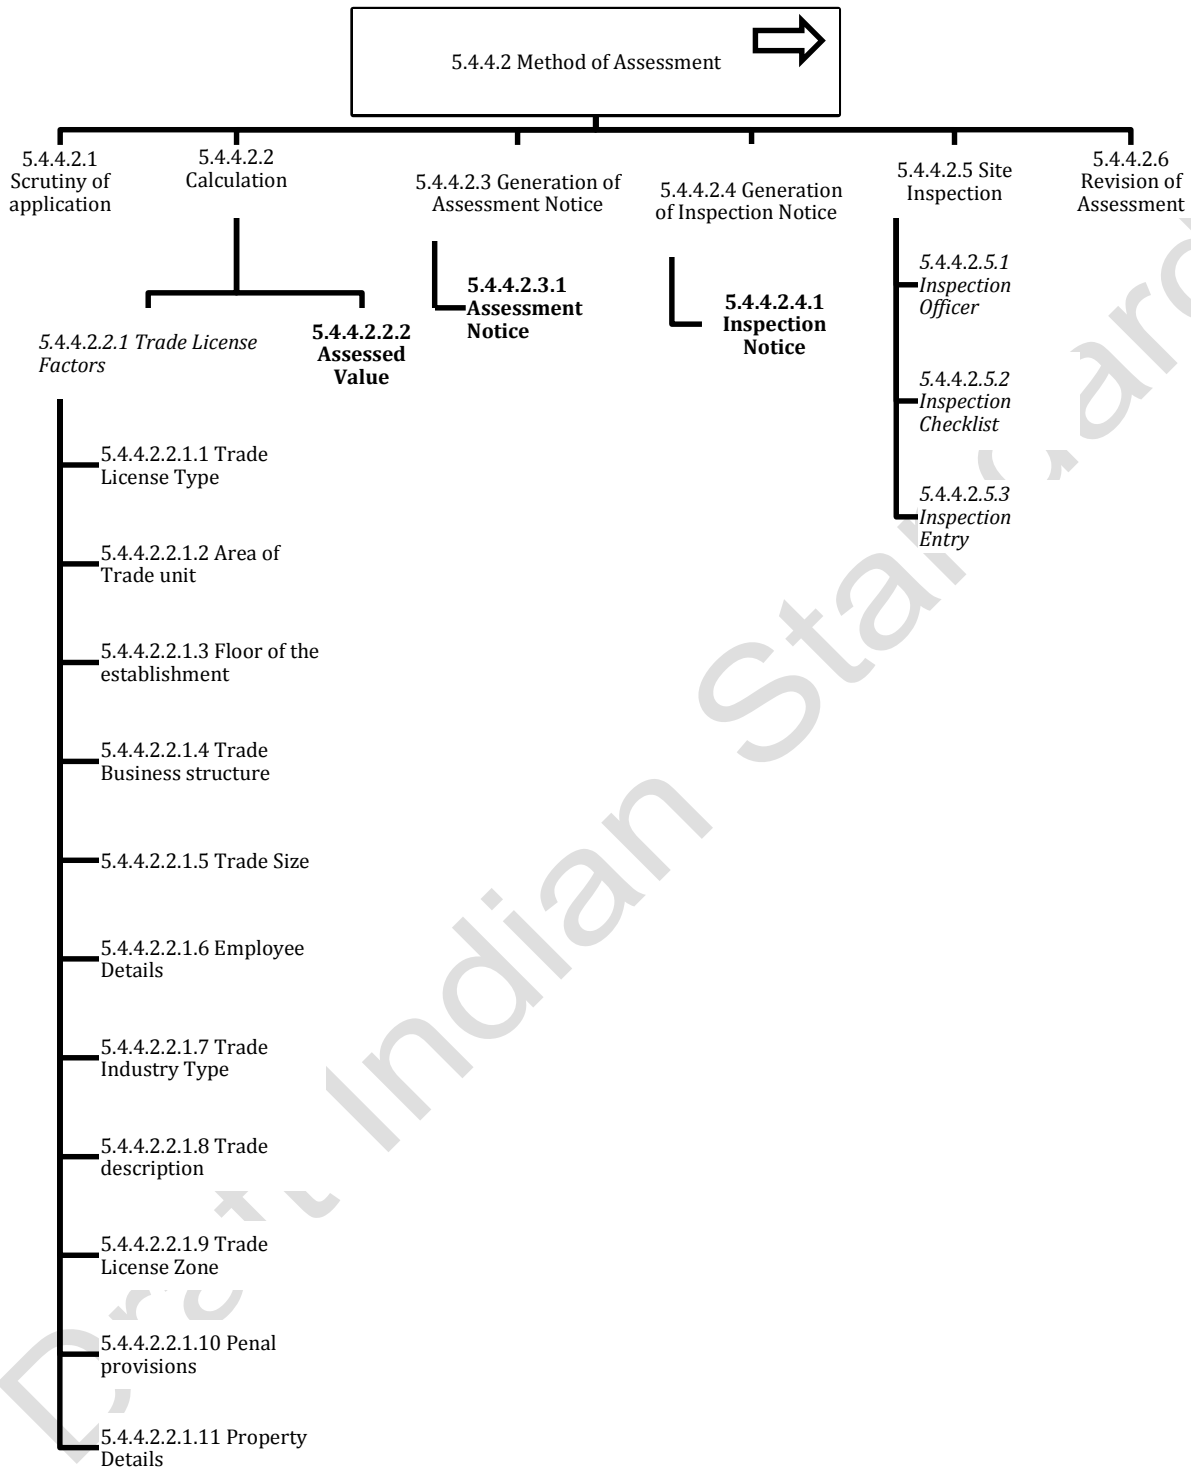 5.4.4.2 Method of Assessment
5.4.4.2.1
Scrutiny of
application
5.4.4.2.2
Calculation
5.4.4.2.3 Generation of
Assessment Notice
5.4.4.2.4 Generation
of Inspection Notice
5.4.4.2.5 Site
Inspection
5.4.4.2.6
Revision of
Assessment
5.4.4.2.2.1 Trade License
Factors
5.4.4.2.2.2
Assessed
Value
5.4.4.2.3.1
Assessment
Notice
5.4.4.2.4.1
Inspection
Notice
5.4.4.2.5.1
Inspection
Officer
5.4.4.2.5.2
Inspection
Checklist
5.4.4.2.5.3
Inspection
Entry
5.4.4.2.2.1.1 Trade
License Type
5.4.4.2.2.1.2 Area of
Trade unit
5.4.4.2.2.1.3 Floor of the
establishment
5.4.4.2.2.1.4 Trade
Business structure
5.4.4.2.2.1.5 Trade Size
5.4.4.2.2.1.6 Employee
Details
5.4.4.2.2.1.7 Trade
Industry Type
5.4.4.2.2.1.8 Trade
description
5.4.4.2.2.1.9 Trade
License Zone
5.4.4.2.2.1.10 Penal
provisions
5.4.4.2.2.1.11 Property
Details
Draft Indian Standard